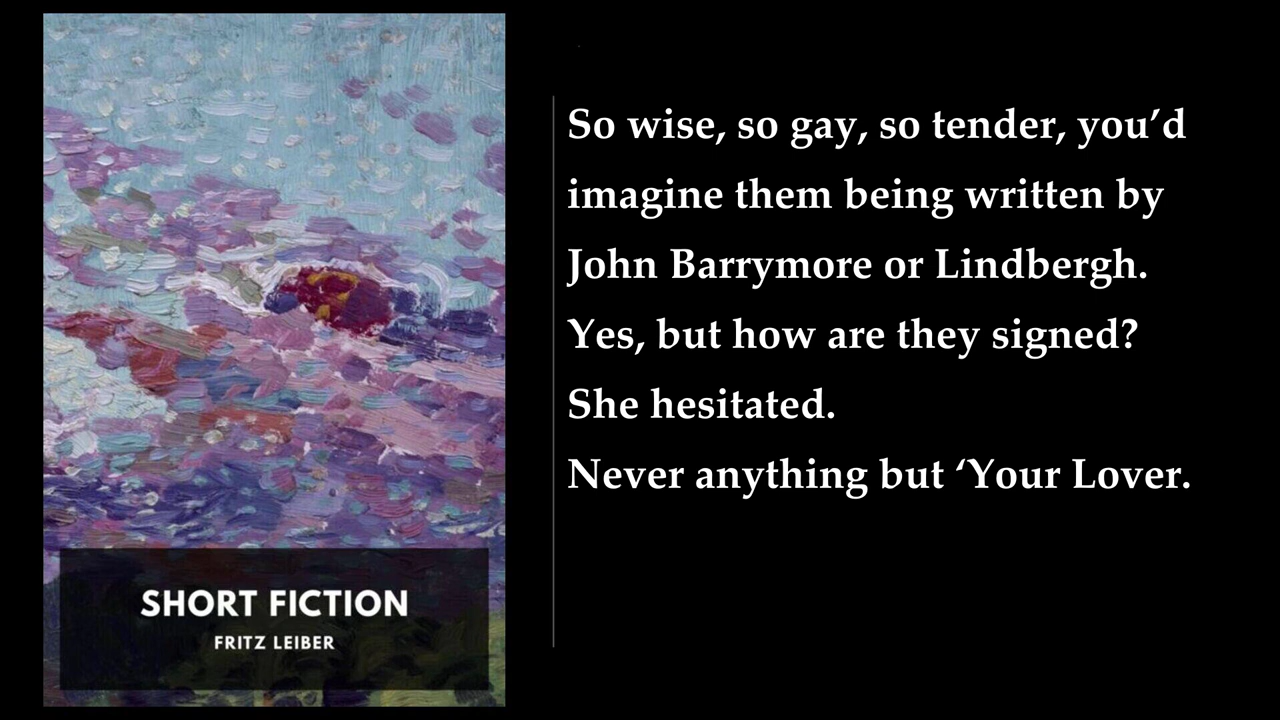 SHORT FICTION
FRITZ LEIBER
So wise, so gay, so tender, you’d
imagine them being written by
John Barrymore or Lindbergh.
Yes, but how are they signed?
She hesitated.
Never anything but ‘Your Lover.